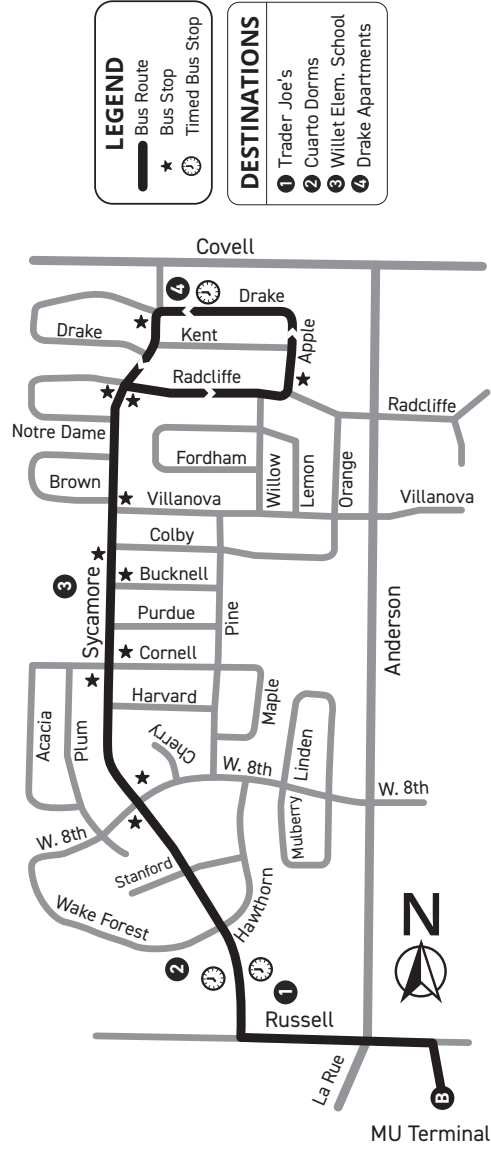 LEGEND
Bus Route
Bus Stop
Timed Bus Stop
DESTINATIONS
1 Trader Joe's
2 Cuarto Dorms
3 Willet Elem. School
4 Drake Apartments
Covell
4
Drake
Drake
Kent
Apple
Radcliffe
Radcliffe
Notre Dame
Fordham
Willow
Lemon
Orange
Brown
Villanova
Villanova
Colby
3
Sycamore
Bucknell
Purdue
Pine
Cornell
Anderson
Harvard
Maple
Acacia
Plum
Cherry
W. 8th
Linden
W. 8th
Mulberry
W. 8th
Stanford
Wake Forest
Hawthorn
N
2
1
Russell
La Rue
B
MU Terminal